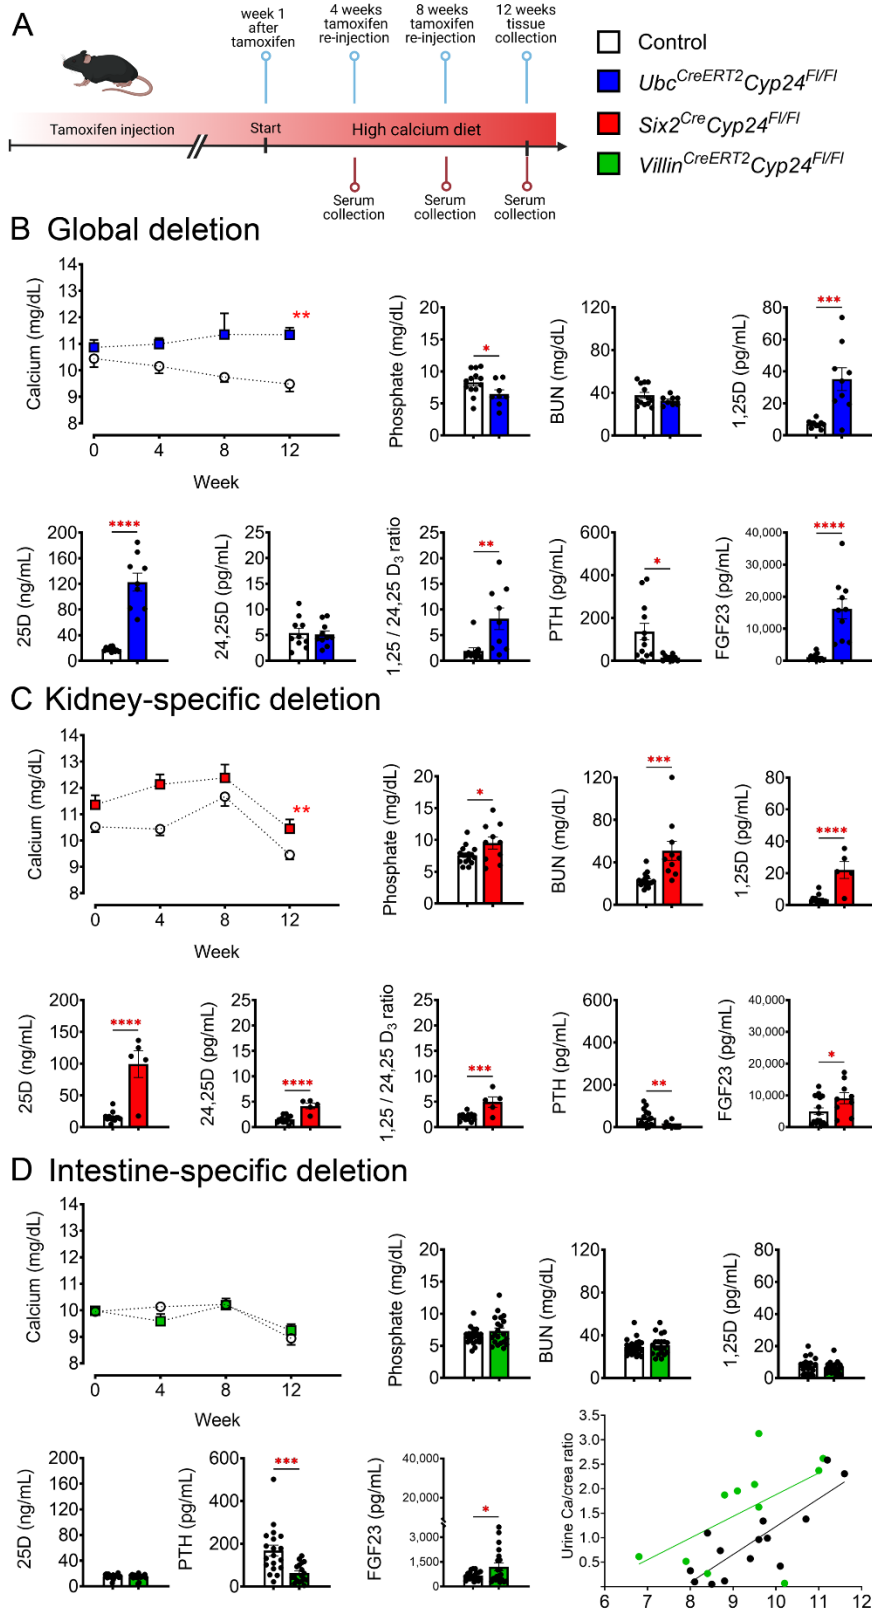 A
week 1
after
tamoxifen
4 weeks
tamoxifen
re-injection
8 weeks
tamoxifen
re-injection
12 weeks
tissue
collection
Tamoxifen injection
Start
High calcium diet
Serum
collection
Serum
collection
Serum
collection
Control
Ubc^CreERT2 Cyp24^Fl/Fl
Six2^Cre Cyp24^Fl/Fl
Villin^CreERT2 Cyp24^Fl/Fl
B Global deletion
Calcium (mg/dL)
14
13
12
11
10
9
8
**
0 4 8 12
Week
Phosphate (mg/dL)
20
15
10
5
0
*
BUN (mg/dL)
120
80
40
0
1,25D (pg/mL)
80
60
40
20
0
***
25D (ng/mL)
200
160
120
80
40
0
****
24,25D (pg/mL)
25
20
15
10
5
0
1,25 / 24,25 D₃ ratio
25
20
15
10
5
0
**
PTH (pg/mL)
600
400
200
0
*
FGF23 (pg/mL)
40,000
30,000
20,000
10,000
0
****
C Kidney-specific deletion
Calcium (mg/dL)
14
13
12
11
10
9
8
**
0 4 8 12
Week
Phosphate (mg/dL)
20
15
10
5
0
*
BUN (mg/dL)
120
80
40
0
***
1,25D (pg/mL)
80
60
40
20
0
****
25D (ng/mL)
200
150
100
50
0
****
24,25D (pg/mL)
25
20
15
10
5
0
****
1,25 / 24,25 D₃ ratio
25
20
15
10
5
0
***
PTH (pg/mL)
600
400
200
0
**
FGF23 (pg/mL)
40,000
30,000
20,000
10,000
0
*
D Intestine-specific deletion
Calcium (mg/dL)
14
13
12
11
10
9
8
0 4 8 12
Week
Phosphate (mg/dL)
20
15
10
5
0
BUN (mg/dL)
120
80
40
0
1,25D (pg/mL)
80
60
40
20
0
25D (ng/mL)
200
160
120
80
40
0
PTH (pg/mL)
600
400
200
0
***
FGF23 (pg/mL)
40,000
20,000
3,000
1,500
0
*
Urine Ca/crea ratio
3.5
3.0
2.5
2.0
1.5
1.0
0.5
6 7 8 9 10 11 12